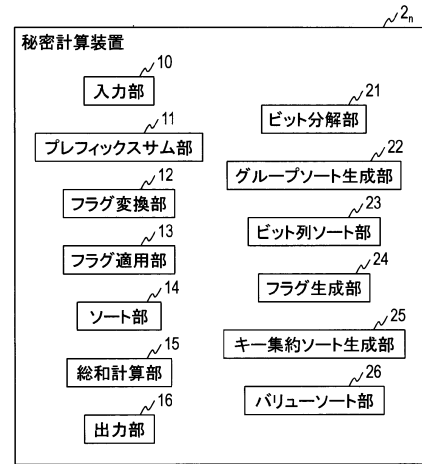 2n
秘密計算装置
10
入力部
11
プレフィックスサム部
12
フラグ変換部
13
フラグ適用部
14
ソート部
15
総和計算部
16
出力部
21
ビット分解部
22
グループソート生成部
23
ビット列ソート部
24
フラグ生成部
25
キー集約ソート生成部
26
バリューソート部